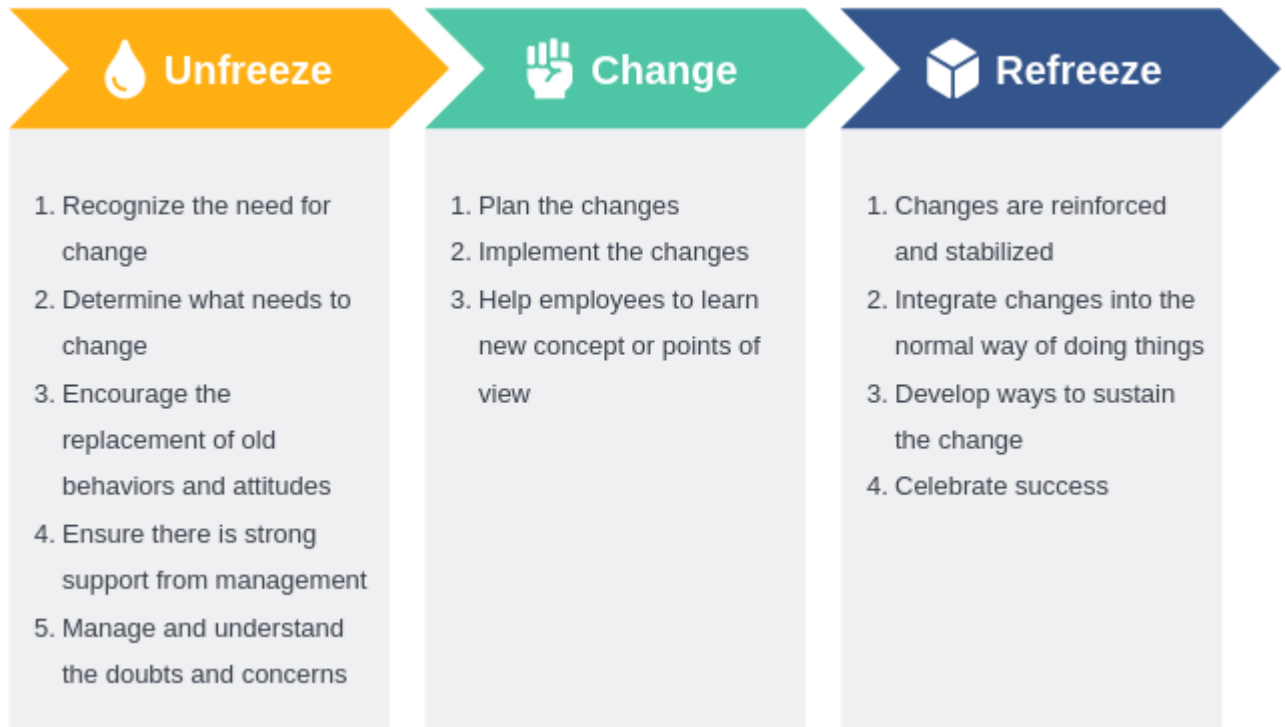 Unfreeze
1. Recognize the need for
change
2. Determine what needs to
change
3. Encourage the
replacement of old
behaviors and attitudes
4. Ensure there is strong
support from management
5. Manage and understand
the doubts and concerns
Change
1. Plan the changes
2. Implement the changes
3. Help employees to learn
new concept or points of
view
Refreeze
1. Changes are reinforced
and stabilized
2. Integrate changes into the
normal way of doing things
3. Develop ways to sustain
the change
4. Celebrate success